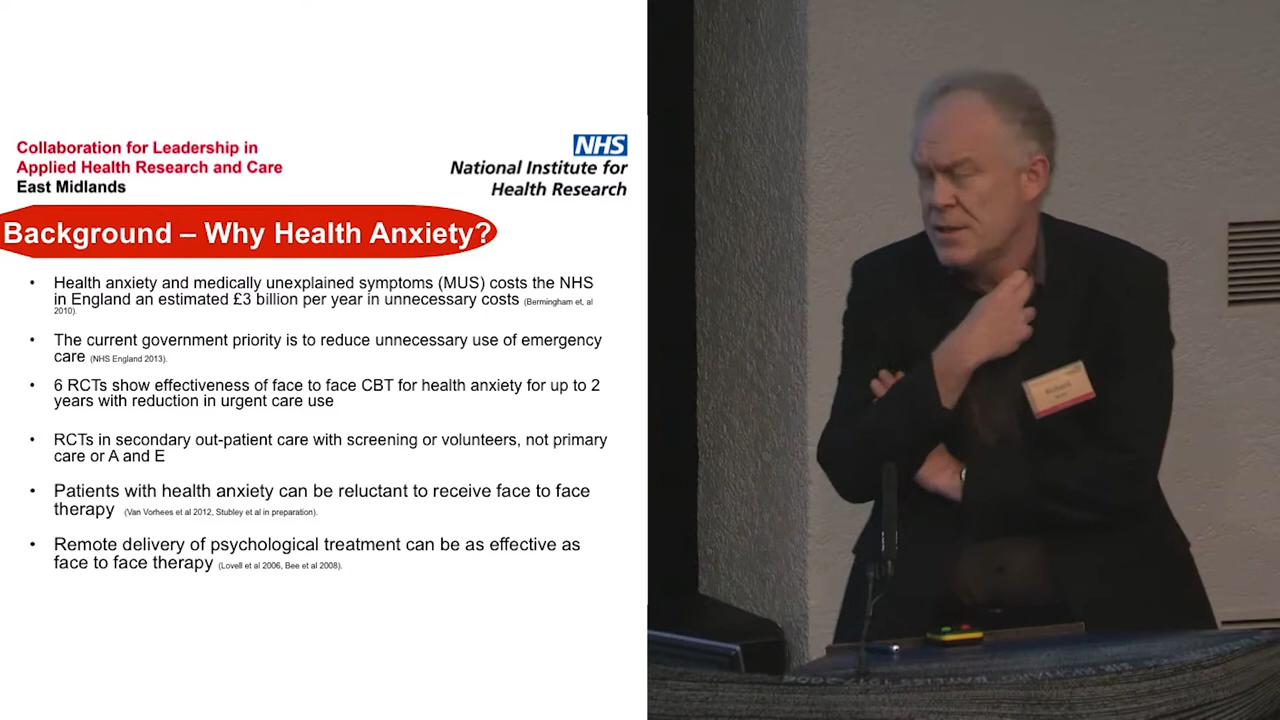 Collaboration for Leadership in
Applied Health Research and Care
East Midlands
NHS
National Institute for
Health Research
Background – Why Health Anxiety?
• Health anxiety and medically unexplained symptoms (MUS) costs the NHS
in England an estimated £3 billion per year in unnecessary costs (Bermingham et, al
2010).
• The current government priority is to reduce unnecessary use of emergency
care (NHS England 2013).
• 6 RCTs show effectiveness of face to face CBT for health anxiety for up to 2
years with reduction in urgent care use
• RCTs in secondary out-patient care with screening or volunteers, not primary
care or A and E
• Patients with health anxiety can be reluctant to receive face to face
therapy (Van Vorhees et al 2012, Stubley et al in preparation).
• Remote delivery of psychological treatment can be as effective as
face to face therapy (Lovell et al 2006, Bee et al 2008).
Richard